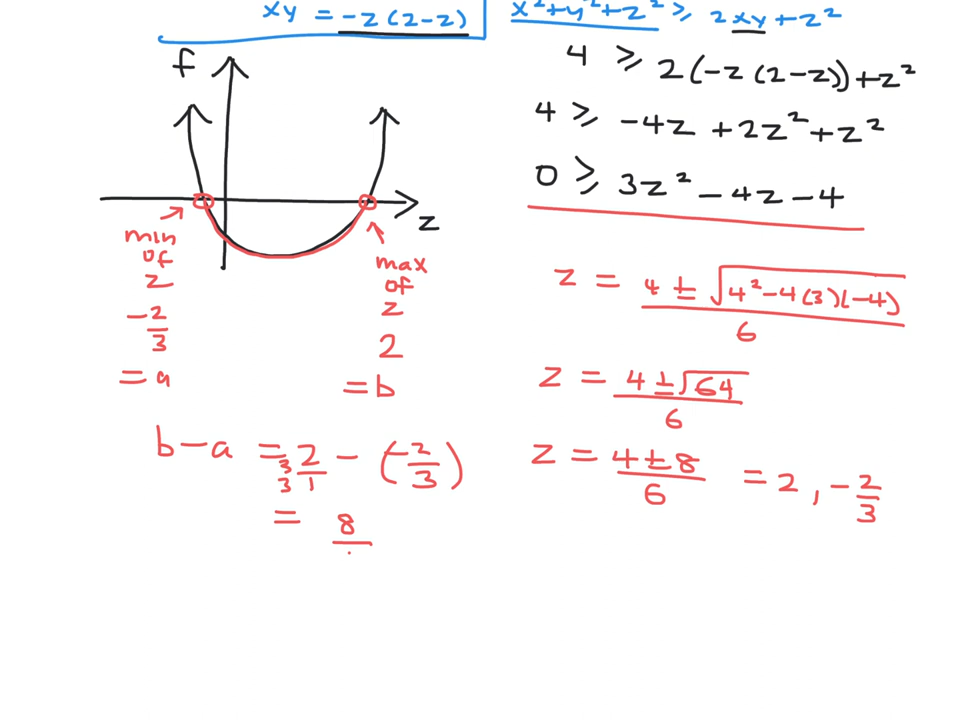 xy = -z(2-z)
x²+y²+z² ≥ 2xy+z²
4 ≥ 2(-z(2-z))+z²
4 ≥ -4z +2z²+z²
0 ≥ 3z² -4z -4
f
z
min
of
z
-2/3
= a
max
of
z
2
= b
z = (4 ± √(4²-4(3)(-4)))/6
z = (4±√64)/6
z = (4±8)/6 = 2, -2/3
b-a = 3 2/3 1 - (-2/3)
= 8/